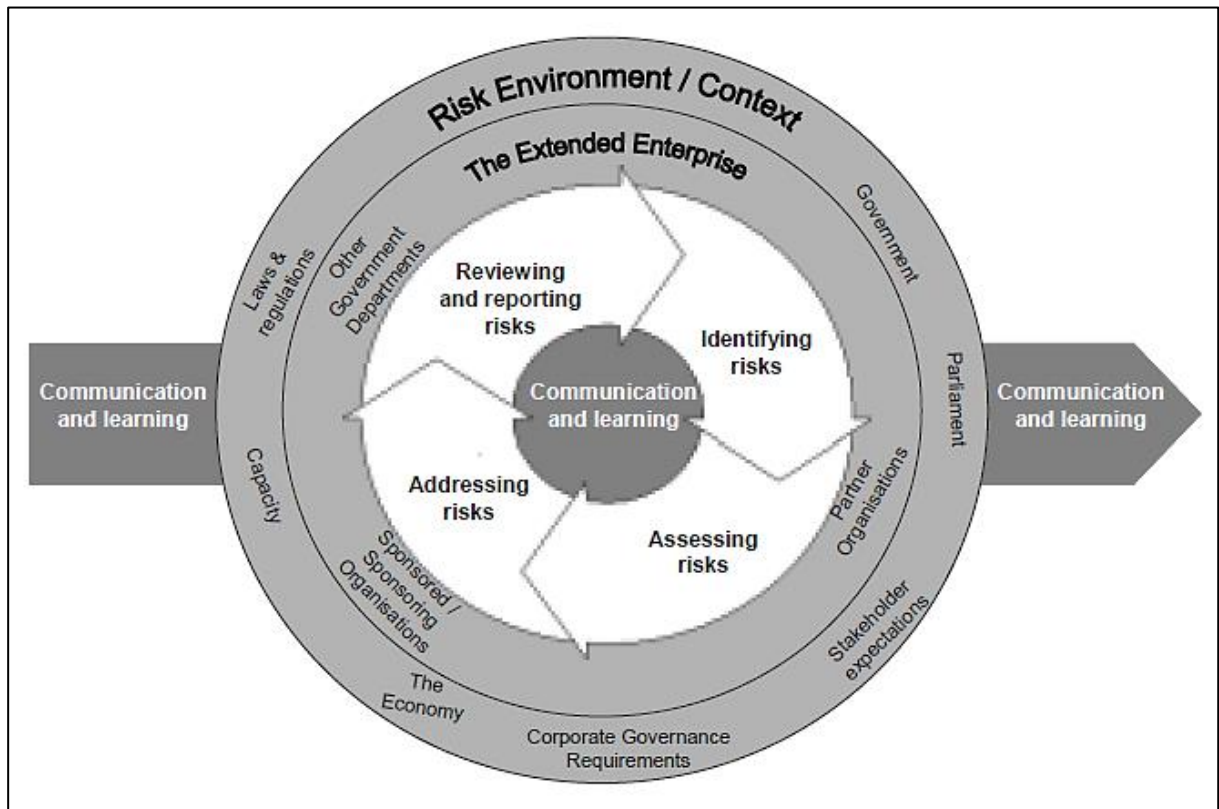 Risk Environment / Context
The Extended Enterprise
Laws &
regulations
Other
Government
Departments
Government
Reviewing
and reporting
risks
Identifying
risks
Communication
and learning
Communication
and learning
Parliament
Communication
and learning
Capacity
Addressing
risks
Assessing
risks
Partner
Organisations
Sponsored /
Sponsoring
Organisations
Stakeholder
expectations
The
Economy
Corporate Governance
Requirements